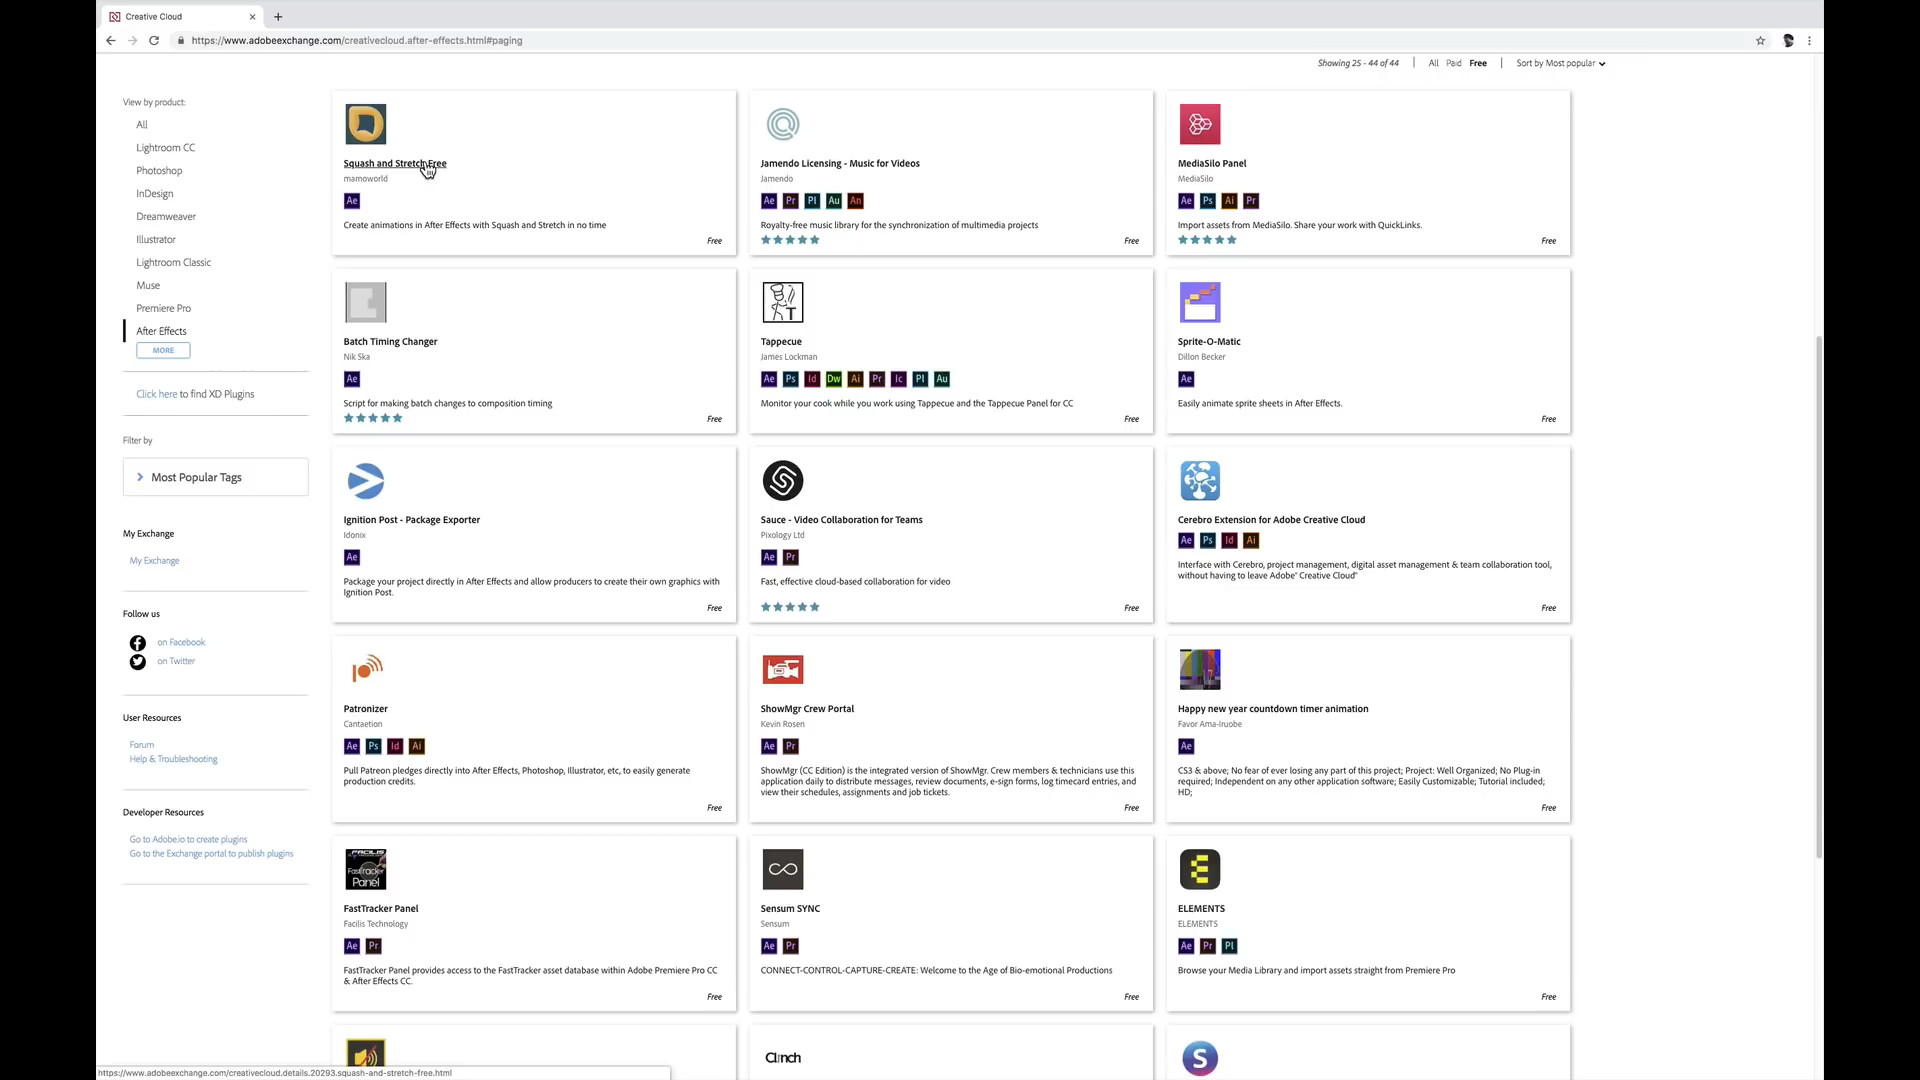 Creative Cloud
https://www.adobeexchange.com/creativecloud.after-effects.html#paging
Showing 25 - 44 of 44
All Paid Free
Sort by Most popular
View by product:
All
Lightroom CC
Photoshop
InDesign
Dreamweaver
Illustrator
Lightroom Classic
Muse
Premiere Pro
After Effects
MORE
Click here to find XD Plugins
Filter by
Most Popular Tags
My Exchange
My Exchange
Follow us
on Facebook
on Twitter
User Resources
Forum
Help & Troubleshooting
Developer Resources
Go to Adobe.io to create plugins
Go to the Exchange portal to publish plugins
Squash and Stretch Free
mamoworld
Ae
Create animations in After Effects with Squash and Stretch in no time
Free
Jamendo Licensing - Music for Videos
Jamendo
Ae Pr Pl Au An
Royalty-free music library for the synchronization of multimedia projects
Free
MediaSilo Panel
MediaSilo
Ae Ps Ai Pr
Import assets from MediaSilo. Share your work with QuickLinks.
Free
Batch Timing Changer
Nik Ska
Ae
Script for making batch changes to composition timing
Free
T
Tappecue
James Lockman
Ae Ps Id Dw Ai Pr Ic Pl Au
Monitor your cook while you work using Tappecue and the Tappecue Panel for CC
Free
Sprite-O-Matic
Dillon Becker
Ae
Easily animate sprite sheets in After Effects.
Free
Ignition Post - Package Exporter
Idonix
Ae
Package your project directly in After Effects and allow producers to create their own graphics with
Ignition Post.
Free
Sauce - Video Collaboration for Teams
Pixology Ltd
Ae Pr
Fast, effective cloud-based collaboration for video
Free
Cerebro Extension for Adobe Creative Cloud
Ae Ps Id Ai
Interface with Cerebro, project management, digital asset management & team collaboration tool,
without having to leave Adobe® Creative Cloud®
Free
Patronizer
Cantaetion
Ae Ps Id Ai
Pull Patreon pledges directly into After Effects, Photoshop, Illustrator, etc, to easily generate
production credits.
Free
ShowMgr Crew Portal
Kevin Rosen
Ae Pr
ShowMgr (CC Edition) is the integrated version of ShowMgr. Crew members & technicians use this
application daily to distribute messages, review documents, e-sign forms, log timecard entries, and
view their schedules, assignments and job tickets.
Free
Happy new year countdown timer animation
Favor Ama-Iruobe
Ae
CS3 & above; No fear of ever losing any part of this project; Project: Well Organized; No Plug-in
required; Independent on any other application software; Easily Customizable; Tutorial included;
HD;
Free
FACILIS
FastTracker
Panel
FastTracker Panel
Facilis Technology
Ae Pr
FastTracker Panel provides access to the FastTracker asset database within Adobe Premiere Pro CC
& After Effects CC.
Free
Sensum SYNC
Sensum
Ae Pr
CONNECT-CONTROL-CAPTURE-CREATE: Welcome to the Age of Bio-emotional Productions
Free
ELEMENTS
ELEMENTS
Ae Pr Pl
Browse your Media Library and import assets straight from Premiere Pro
Free
Clinch
S
https://www.adobeexchange.com/creativecloud.details.20293.squash-and-stretch-free.html